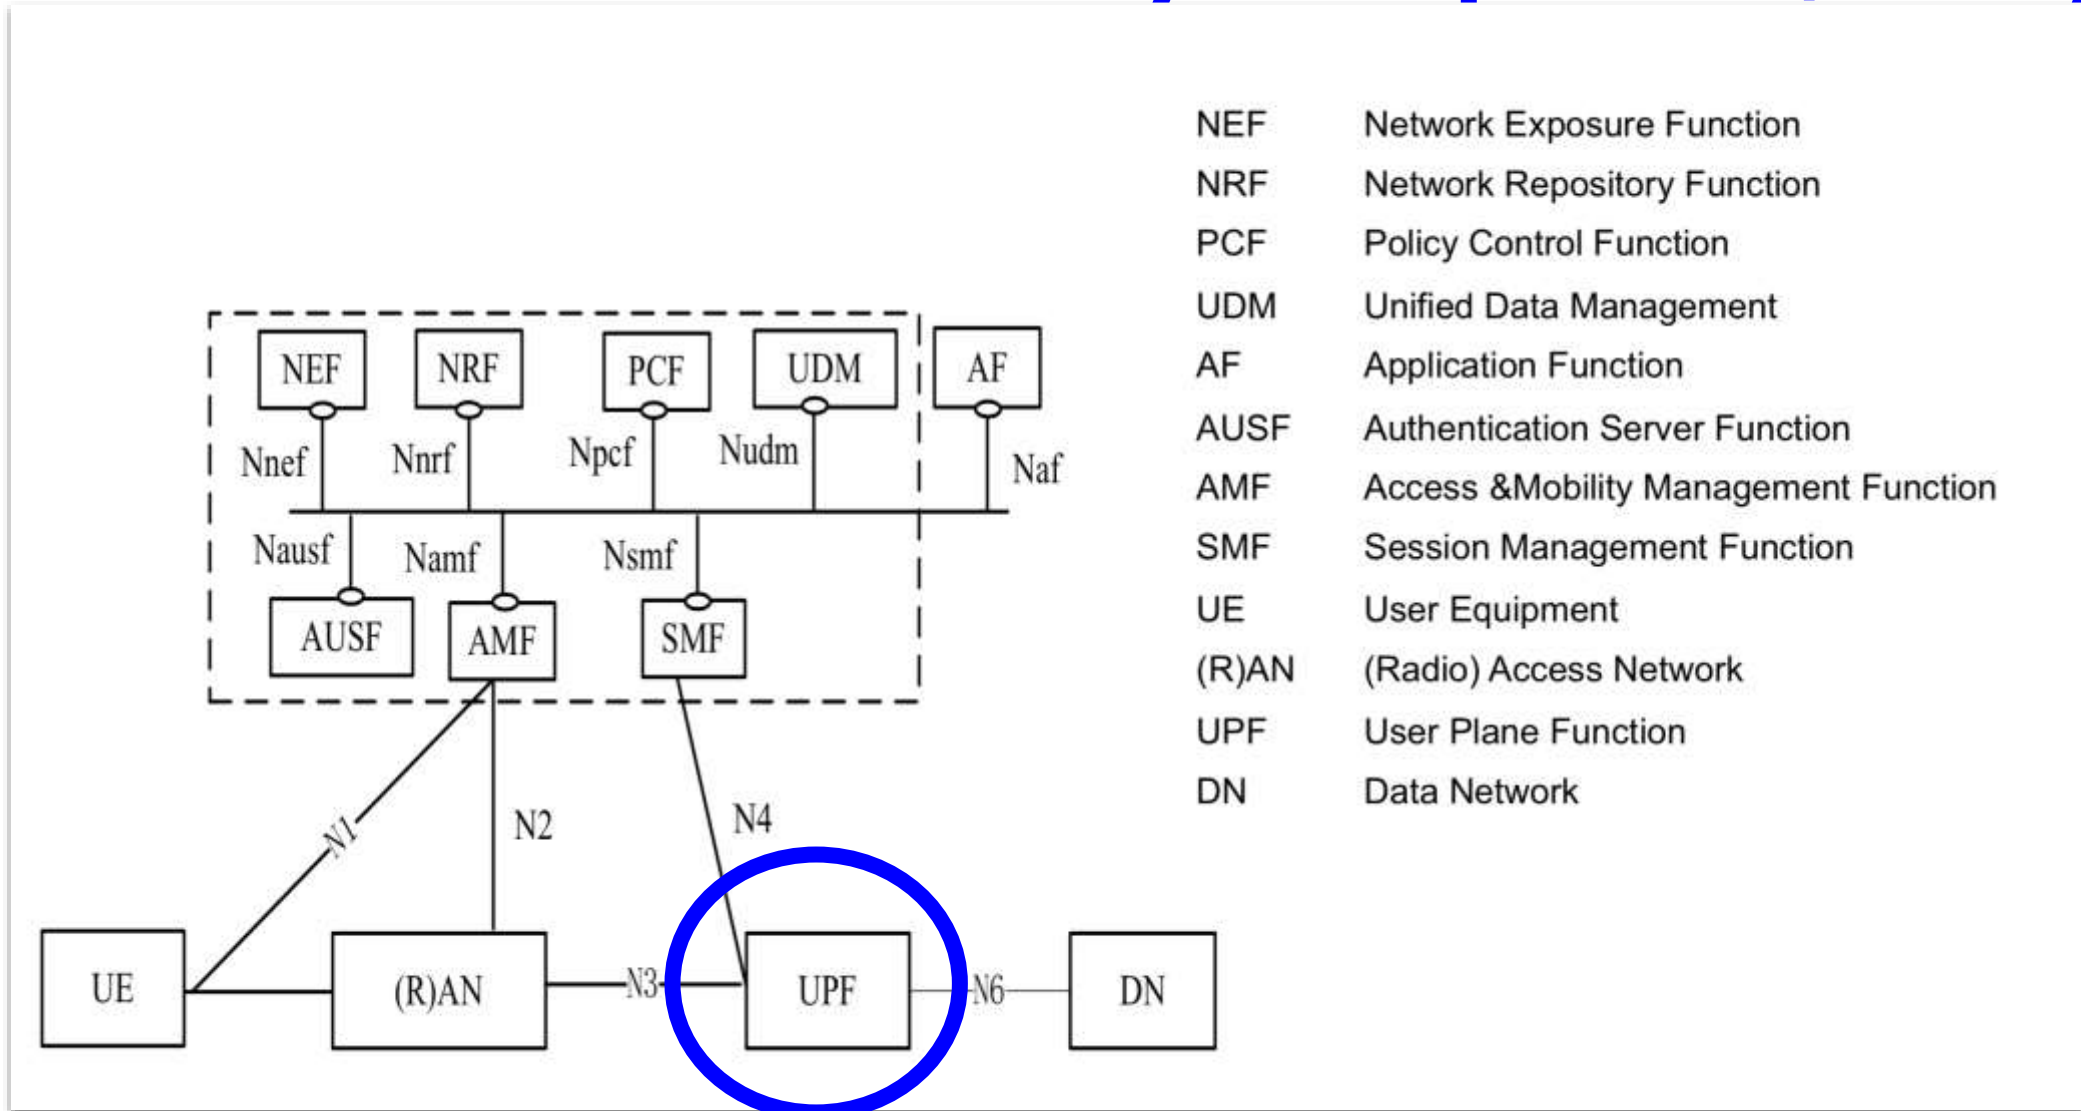 NEF NRF PCF UDM AF
Nnef Nnrf Npcf Nudm Naf
Nausf Namf Nsmf
AUSF AMF SMF
N1 N2 N4
UE (R)AN N3 UPF N6 DN
NEF Network Exposure Function
NRF Network Repository Function
PCF Policy Control Function
UDM Unified Data Management
AF Application Function
AUSF Authentication Server Function
AMF Access &Mobility Management Function
SMF Session Management Function
UE User Equipment
(R)AN (Radio) Access Network
UPF User Plane Function
DN Data Network